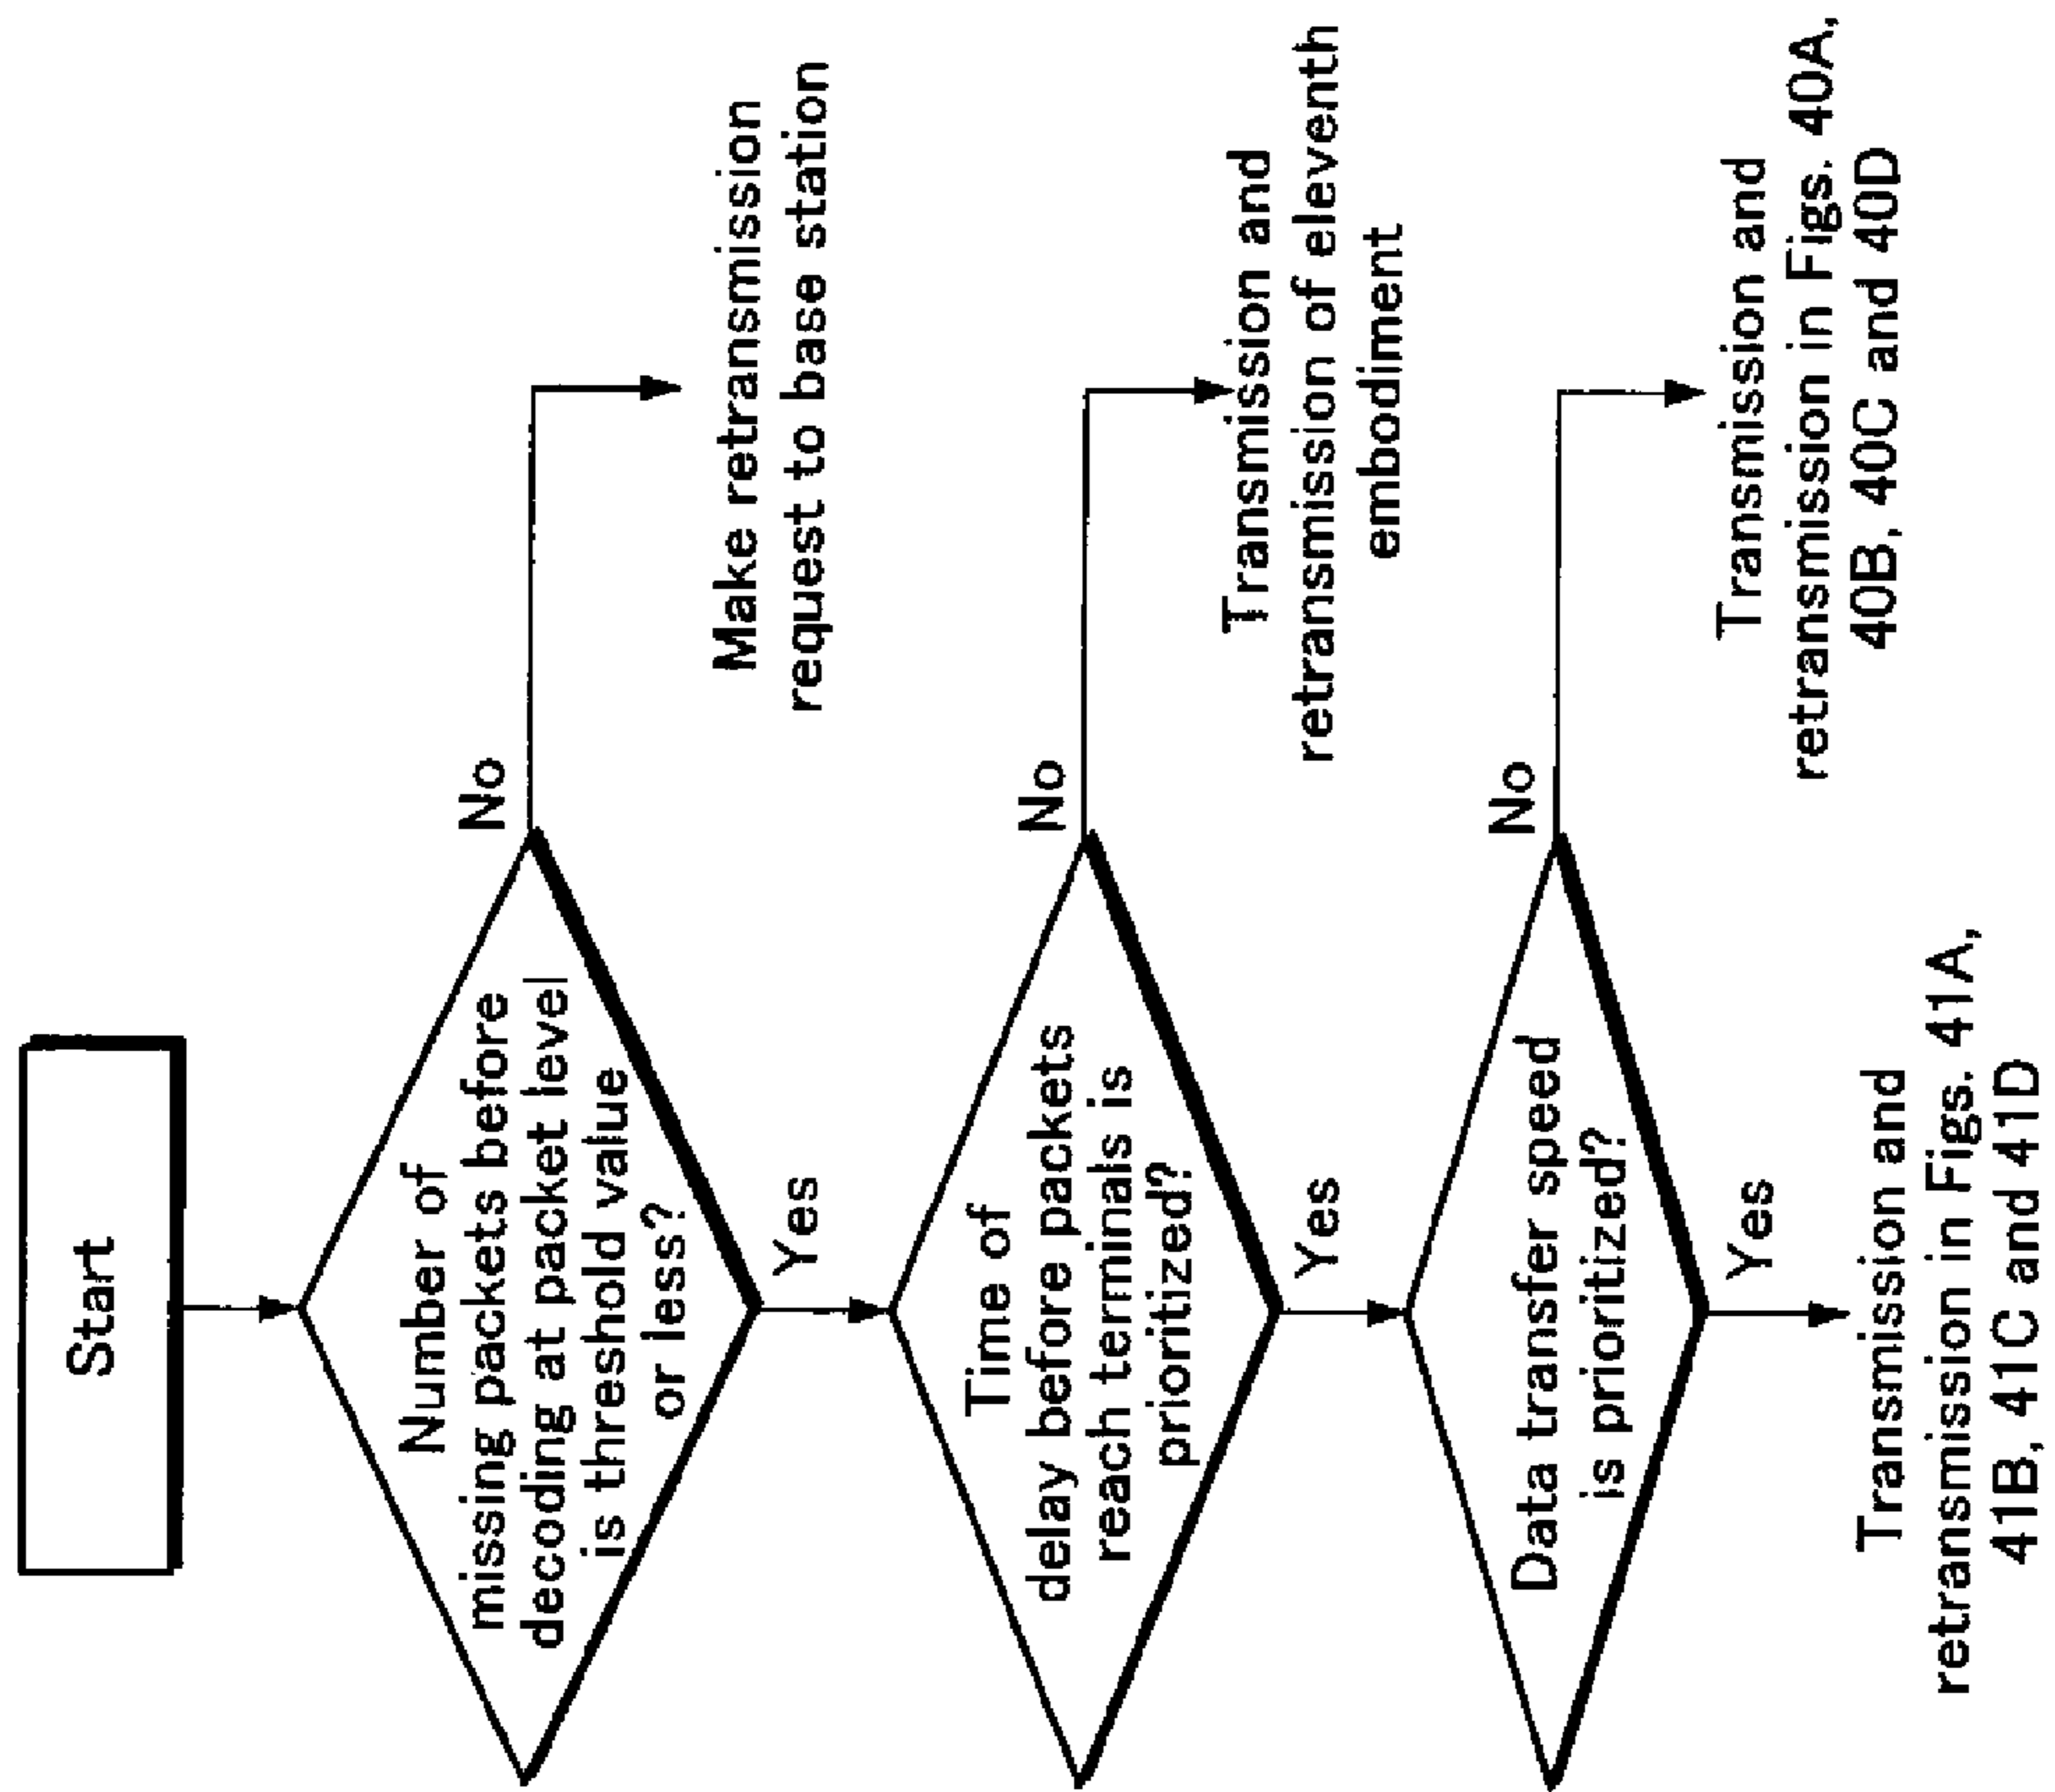 Start
Number of
missing packets before
decoding at packet level
is threshold value
or less?
No
Make retransmission
request to base station
Yes
Time of
delay before packets
reach terminals is
prioritized?
No
Transmission and
retransmission of eleventh
embodiment
Yes
Data transfer speed
is prioritized?
No
Transmission and
retransmission in Figs. 40A,
40B, 40C and 40D
Yes
Transmission and
retransmission in Figs. 41A,
41B, 41C and 41D